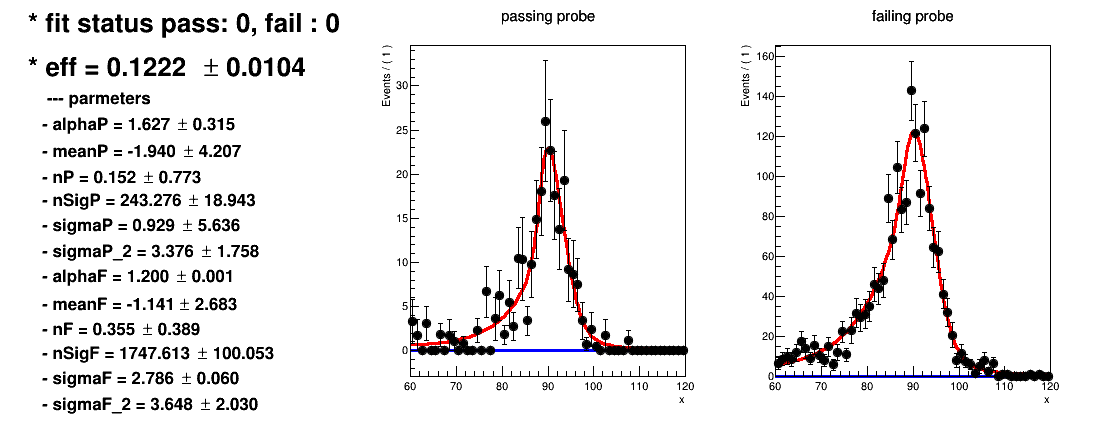 * fit status pass: 0, fail : 0
* eff = 0.1222 ± 0.0104
--- parmeters
- alphaP = 1.627 ± 0.315
- meanP = -1.940 ± 4.207
- nP = 0.152 ± 0.773
- nSigP = 243.276 ± 18.943
- sigmaP = 0.929 ± 5.636
- sigmaP_2 = 3.376 ± 1.758
- alphaF = 1.200 ± 0.001
- meanF = -1.141 ± 2.683
- nF = 0.355 ± 0.389
- nSigF = 1747.613 ± 100.053
- sigmaF = 2.786 ± 0.060
- sigmaF_2 = 3.648 ± 2.030
passing probe
Events / ( 1 )
30
25
20
15
10
5
0
60 70 80 90 100 110 120
x
failing probe
Events / ( 1 )
160
140
120
100
80
60
40
20
0
60 70 80 90 100 110 120
x